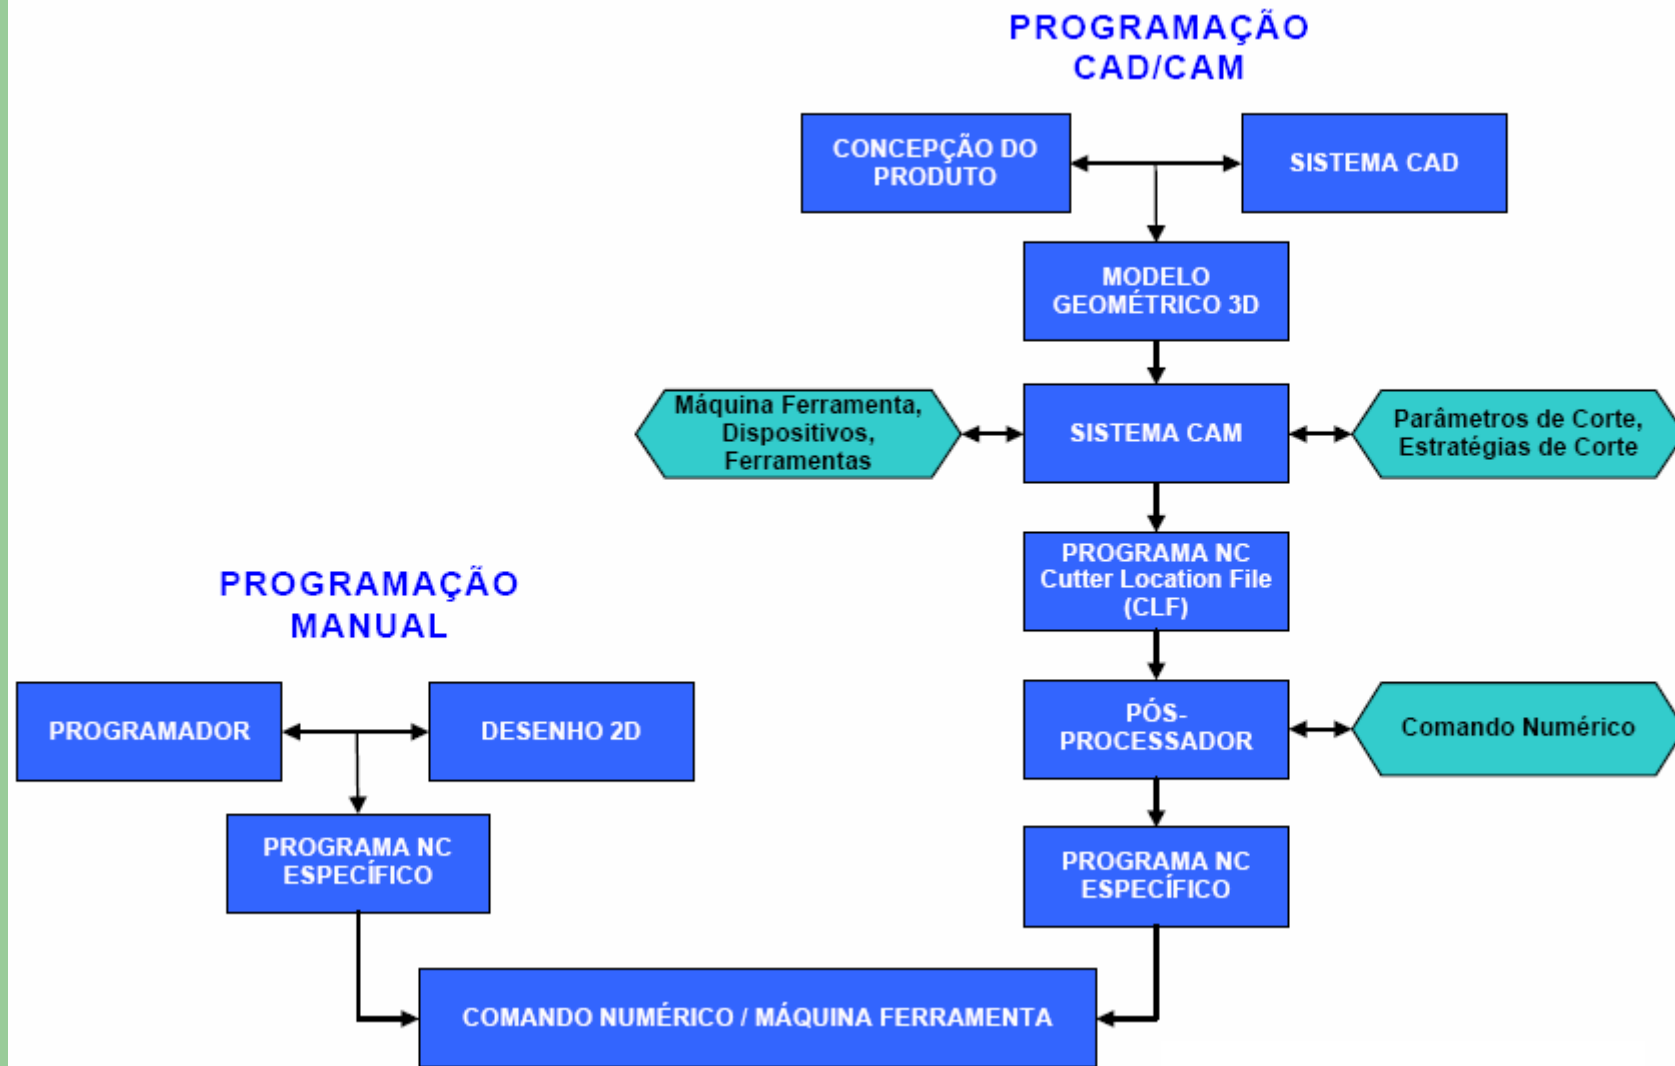 PROGRAMAÇÃO
CAD/CAM
CONCEPÇÃO DO
PRODUTO
SISTEMA CAD
MODELO
GEOMÉTRICO 3D
Máquina Ferramenta,
Dispositivos,
Ferramentas
SISTEMA CAM
Parâmetros de Corte,
Estratégias de Corte
PROGRAMA NC
Cutter Location File
(CLF)
PÓS-
PROCESSADOR
Comando Numérico
PROGRAMA NC
ESPECÍFICO
PROGRAMAÇÃO
MANUAL
PROGRAMADOR
DESENHO 2D
PROGRAMA NC
ESPECÍFICO
COMANDO NUMÉRICO / MÁQUINA FERRAMENTA